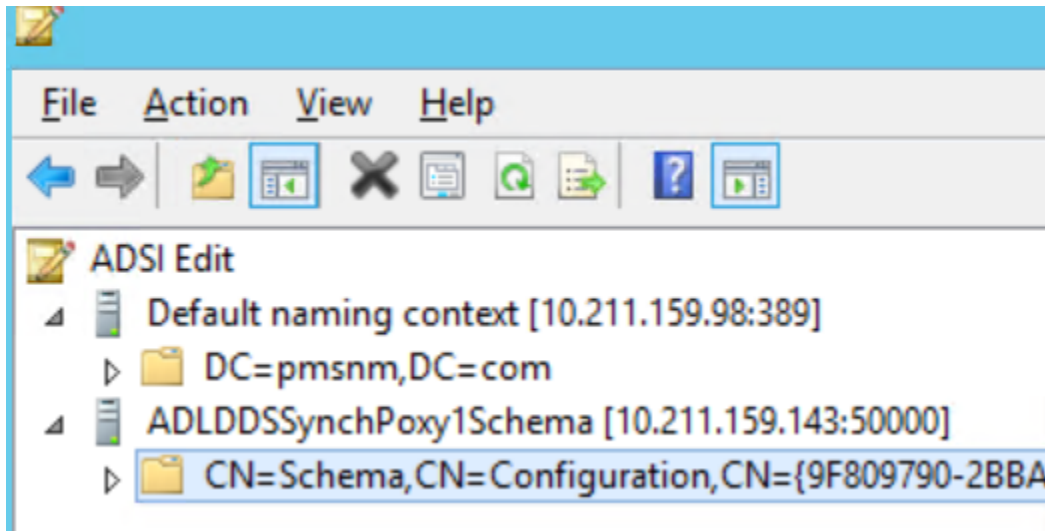 File Action View Help
ADSI Edit
Default naming context [10.211.159.98:389]
DC=pmsnm,DC=com
ADLDDSSynchPoxy1Schema [10.211.159.143:50000]
CN=Schema,CN=Configuration,CN={9F809790-2BBA